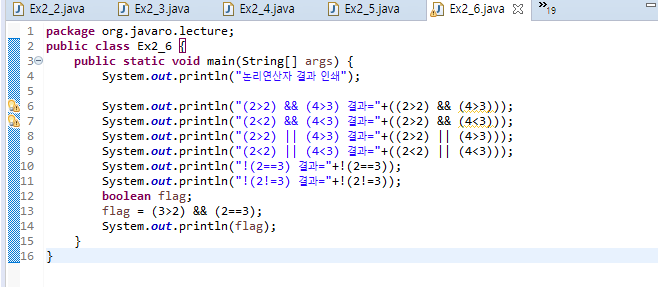 Ex2_2.java Ex2_3.java Ex2_4.java Ex2_5.java Ex2_6.java »19
1 package org.javaro.lecture;
2 public class Ex2_6 {
3 public static void main(String[] args) {
4 System.out.println("논리연산자 결과 인쇄");
5
6 System.out.println("(2>2) && (4>3) 결과="+((2>2) && (4>3)));
7 System.out.println("(2<2) && (4<3) 결과="+((2>2) && (4<3)));
8 System.out.println("(2>2) || (4>3) 결과="+((2>2) || (4>3)));
9 System.out.println("(2<2) || (4<3) 결과="+((2<2) || (4<3)));
10 System.out.println("!(2==3) 결과="+!(2==3));
11 System.out.println("!(2!=3) 결과="+!(2!=3));
12 boolean flag;
13 flag = (3>2) && (2==3);
14 System.out.println(flag);
15 }
16 }